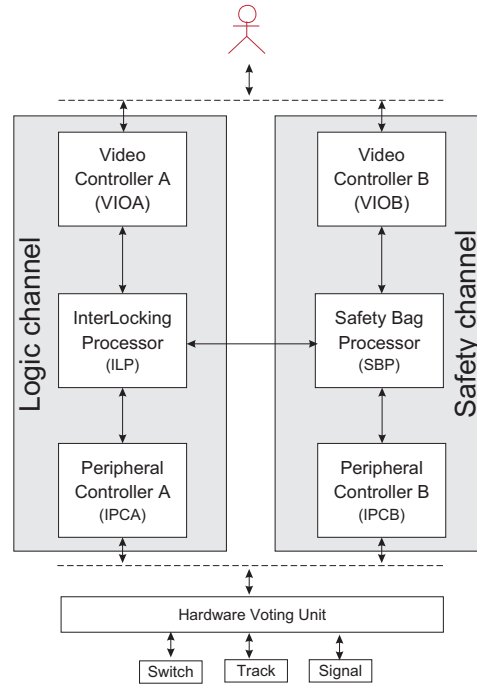 Logic channel
Video
Controller A
(VIOA)
InterLocking
Processor
(ILP)
Peripheral
Controller A
(IPCA)
Video
Controller B
(VIOB)
Safety Bag
Processor
(SBP)
Peripheral
Controller B
(IPCB)
Safety channel
Hardware Voting Unit
Switch
Track
Signal